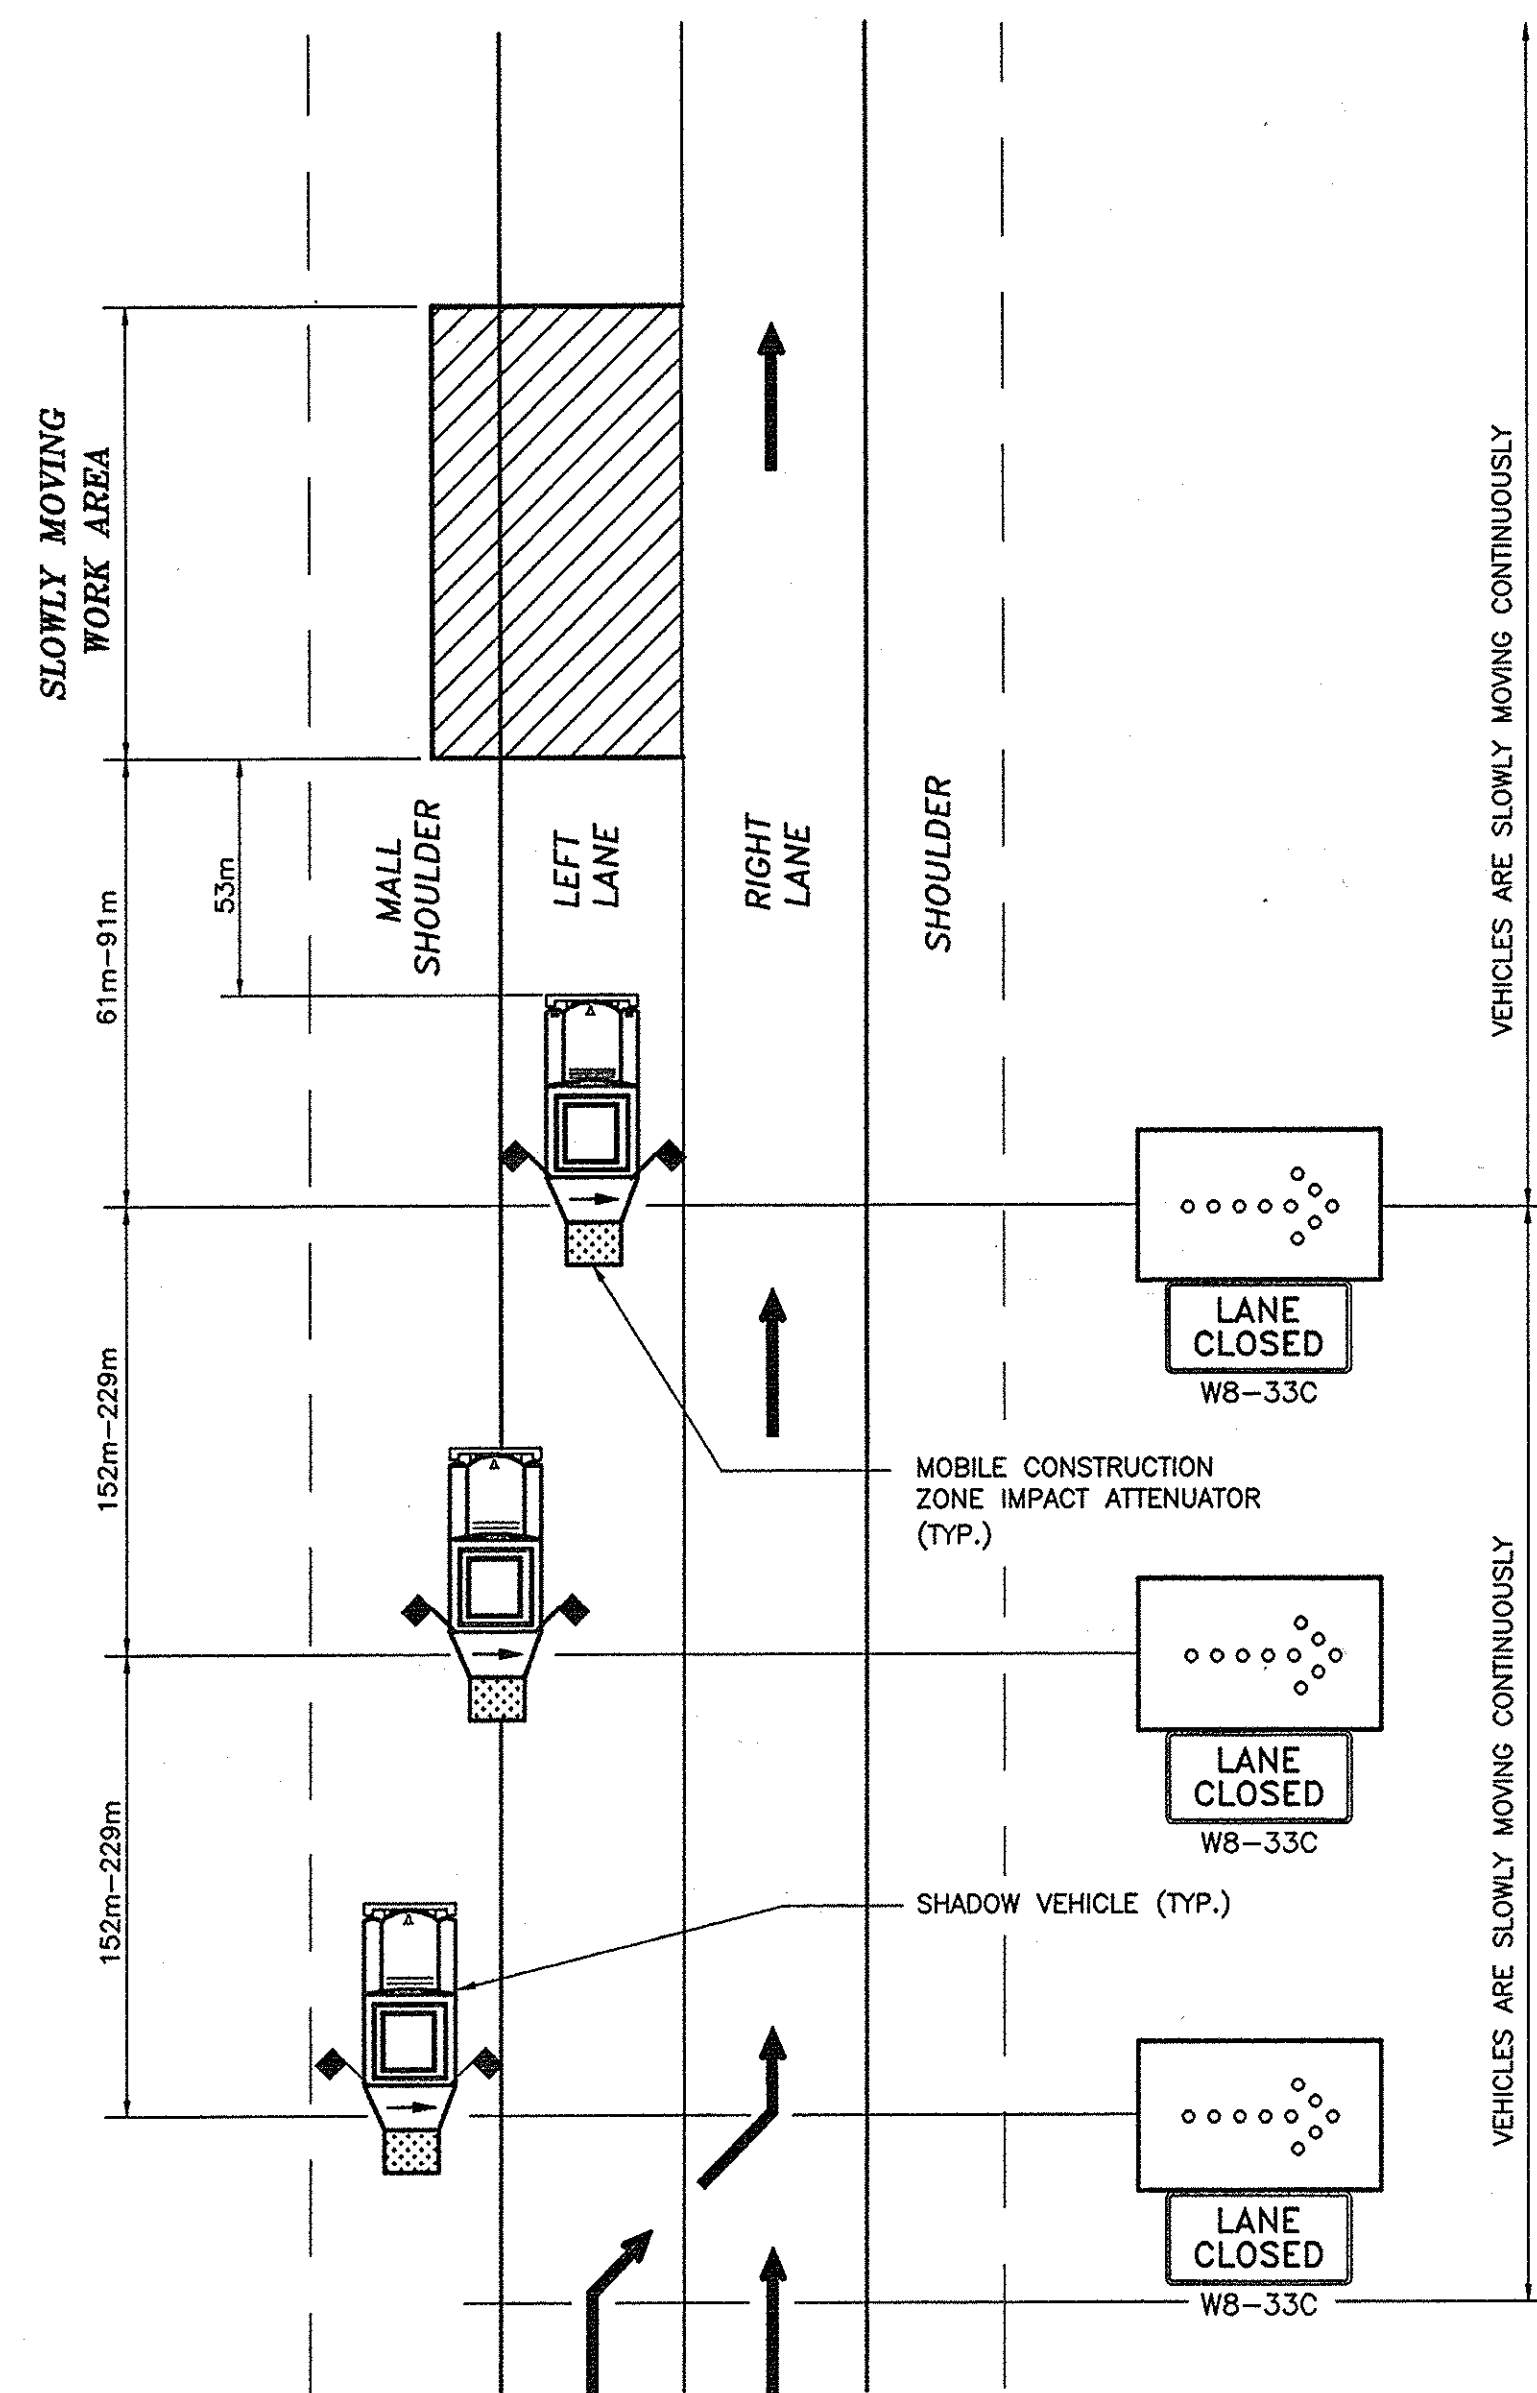 SLOWLY MOVING
WORK AREA
53m
61m-91m
MALL
SHOULDER
LEFT
LANE
RIGHT
LANE
SHOULDER
VEHICLES ARE SLOWLY MOVING CONTINUOUSLY
LANE
CLOSED
W8-33C
152m-229m
MOBILE CONSTRUCTION
ZONE IMPACT ATTENUATOR
(TYP.)
LANE
CLOSED
W8-33C
152m-229m
SHADOW VEHICLE (TYP.)
VEHICLES ARE SLOWLY MOVING CONTINUOUSLY
LANE
CLOSED
W8-33C